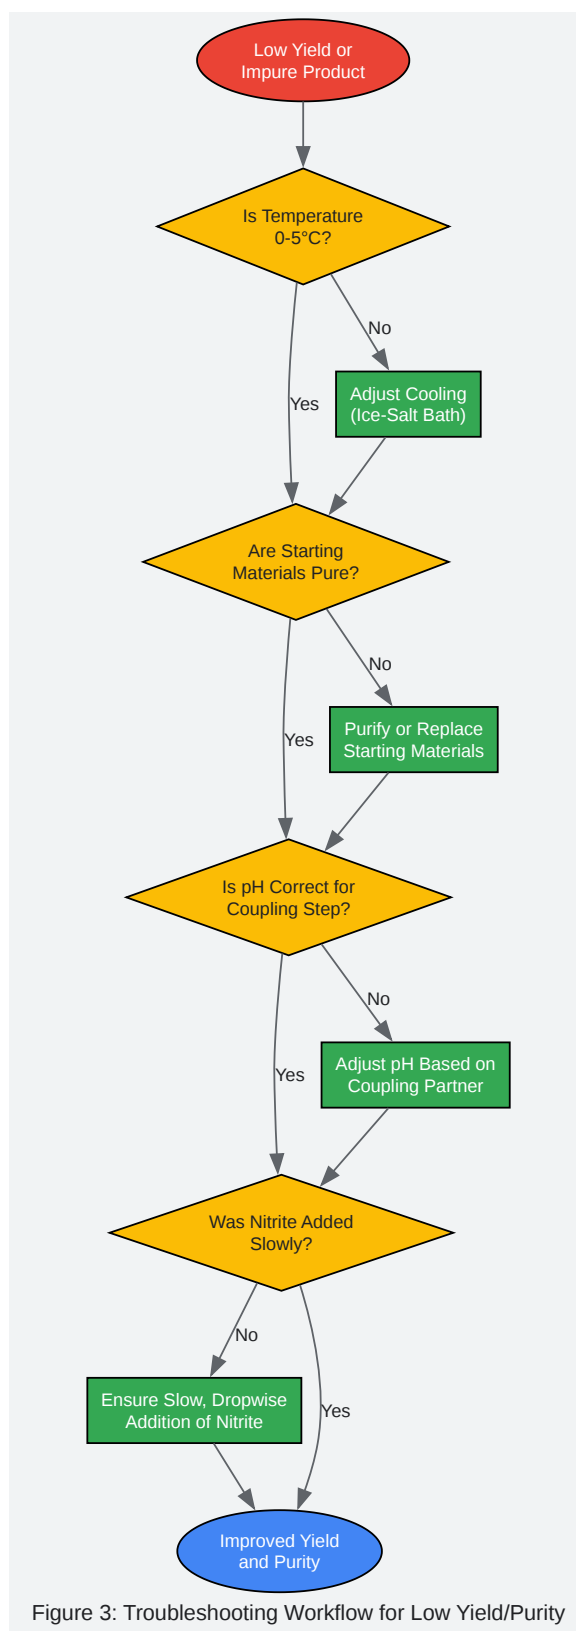 Low Yield or
Impure Product
Is Temperature
0-5°C?
No
Yes
Adjust Cooling
(Ice-Salt Bath)
Are Starting
Materials Pure?
No
Yes
Purify or Replace
Starting Materials
Is pH Correct for
Coupling Step?
No
Yes
Adjust pH Based on
Coupling Partner
Was Nitrite Added
Slowly?
No
Yes
Ensure Slow, Dropwise
Addition of Nitrite
Improved Yield
and Purity
Figure 3: Troubleshooting Workflow for Low Yield/Purity